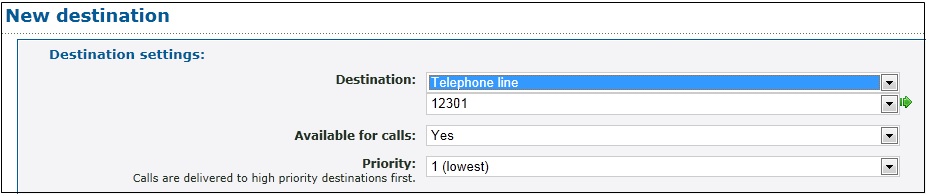 New destination
Destination settings:
Destination: Telephone line
12301
Available for calls: Yes
Priority: 1 (lowest)
Calls are delivered to high priority destinations first.